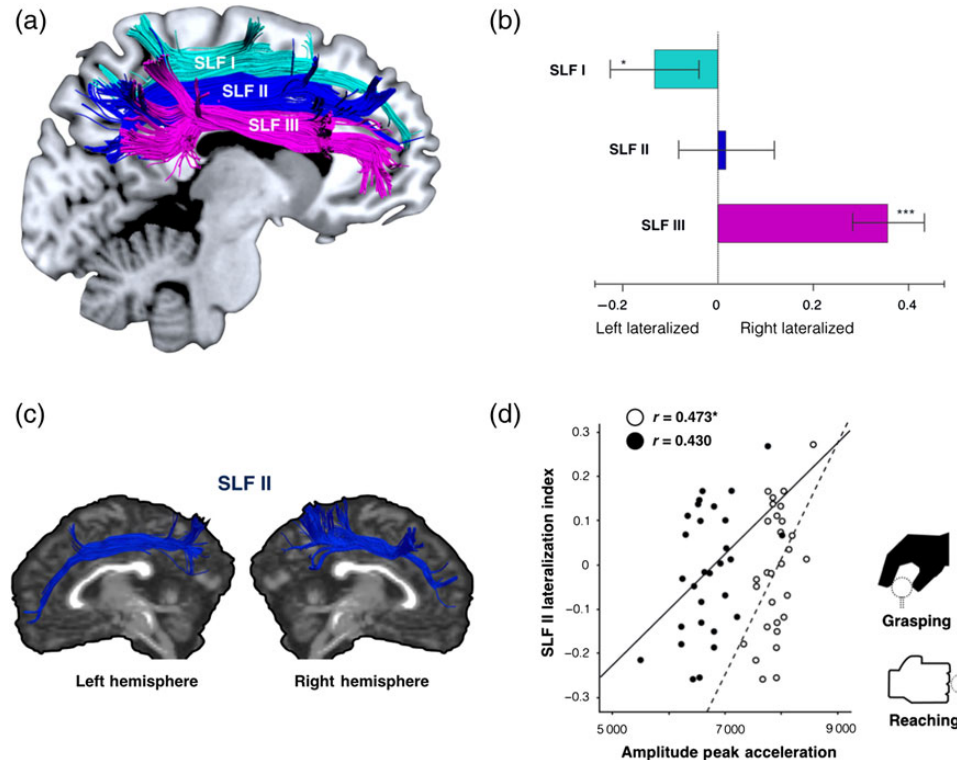 (a)
SLF I
SLF II
SLF III
(b)
SLF I
*
SLF II
SLF III
***
−0.2 0 0.2 0.4
Left lateralized Right lateralized
(c)
SLF II
Left hemisphere Right hemisphere
(d)
r = 0.473*
r = 0.430
SLF II lateralization index
0.3
0.2
0.1
0
−0.1
−0.2
−0.3
5 000 7 000 9 000
Amplitude peak acceleration
Grasping
Reaching